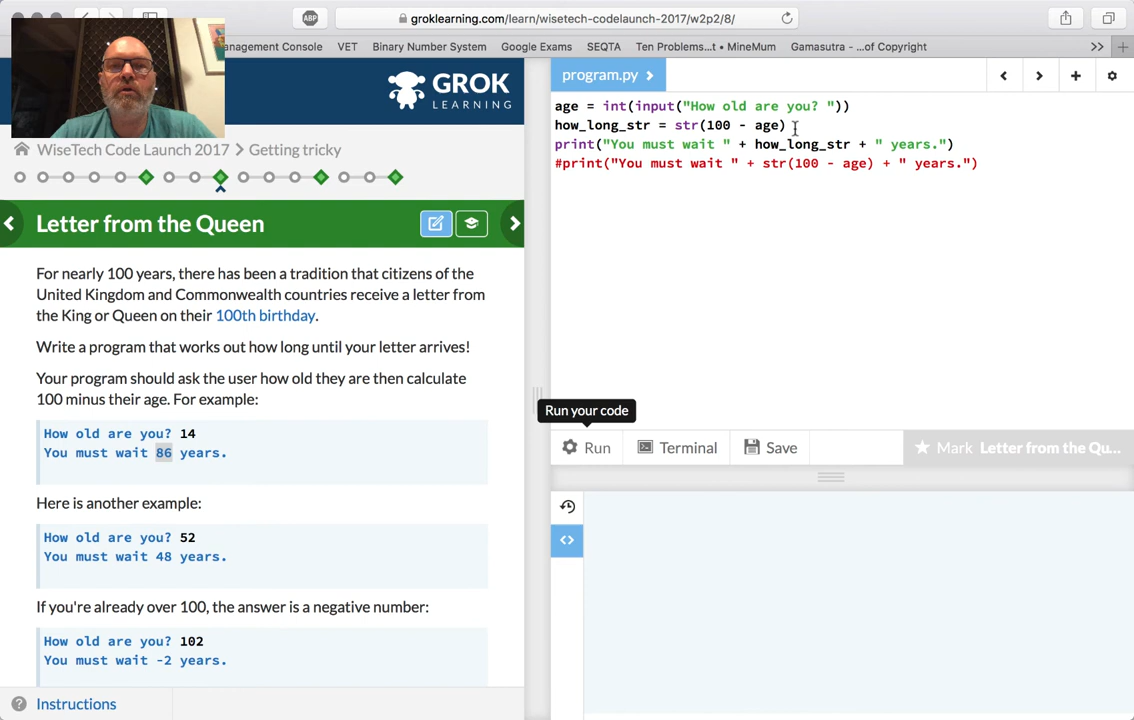 ABP
groklearning.com/learn/wisetech-codelaunch-2017/w2p2/8/
anagement Console VET Binary Number System Google Exams SEQTA Ten Problems...t • MineMum Gamasutra - ...of Copyright
GROK
LEARNING
WiseTech Code Launch 2017 > Getting tricky
Letter from the Queen
For nearly 100 years, there has been a tradition that citizens of the
United Kingdom and Commonwealth countries receive a letter from
the King or Queen on their 100th birthday.
Write a program that works out how long until your letter arrives!
Your program should ask the user how old they are then calculate
100 minus their age. For example:
How old are you? 14
You must wait 86 years.
Here is another example:
How old are you? 52
You must wait 48 years.
If you're already over 100, the answer is a negative number:
How old are you? 102
You must wait -2 years.
Instructions
program.py
age = int(input("How old are you? "))
how_long_str = str(100 - age)
print("You must wait " + how_long_str + " years.")
#print("You must wait " + str(100 - age) + " years.")
Run your code
Run Terminal Save Mark Letter from the Qu...